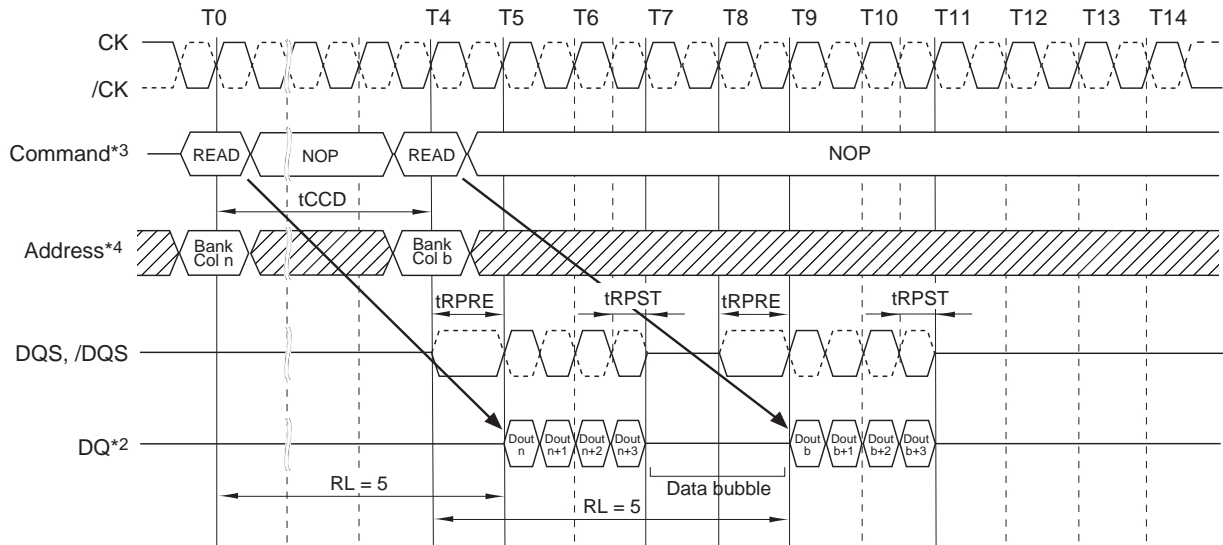 T0 T4 T5 T6 T7 T8 T9 T10 T11 T12 T13 T14
CK
/CK
Command*3 READ NOP READ NOP
tCCD
Address*4 Bank Col n Bank Col b
tRPRE tRPST tRPRE tRPST
DQS, /DQS
DQ*2 Dout n Dout n+1 Dout n+2 Dout n+3 Dout b Dout b+1 Dout b+2 Dout b+3
Data bubble
RL = 5
RL = 5